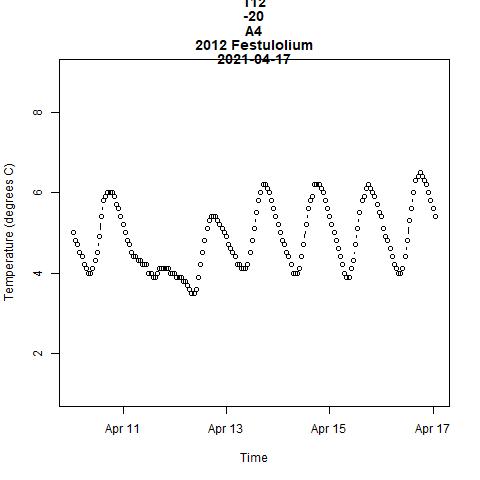 T12
-20
A4
2012 Festulolium
2021-04-17
Temperature (degrees C)
8
6
4
2
Apr 11
Apr 13
Apr 15
Apr 17
Time